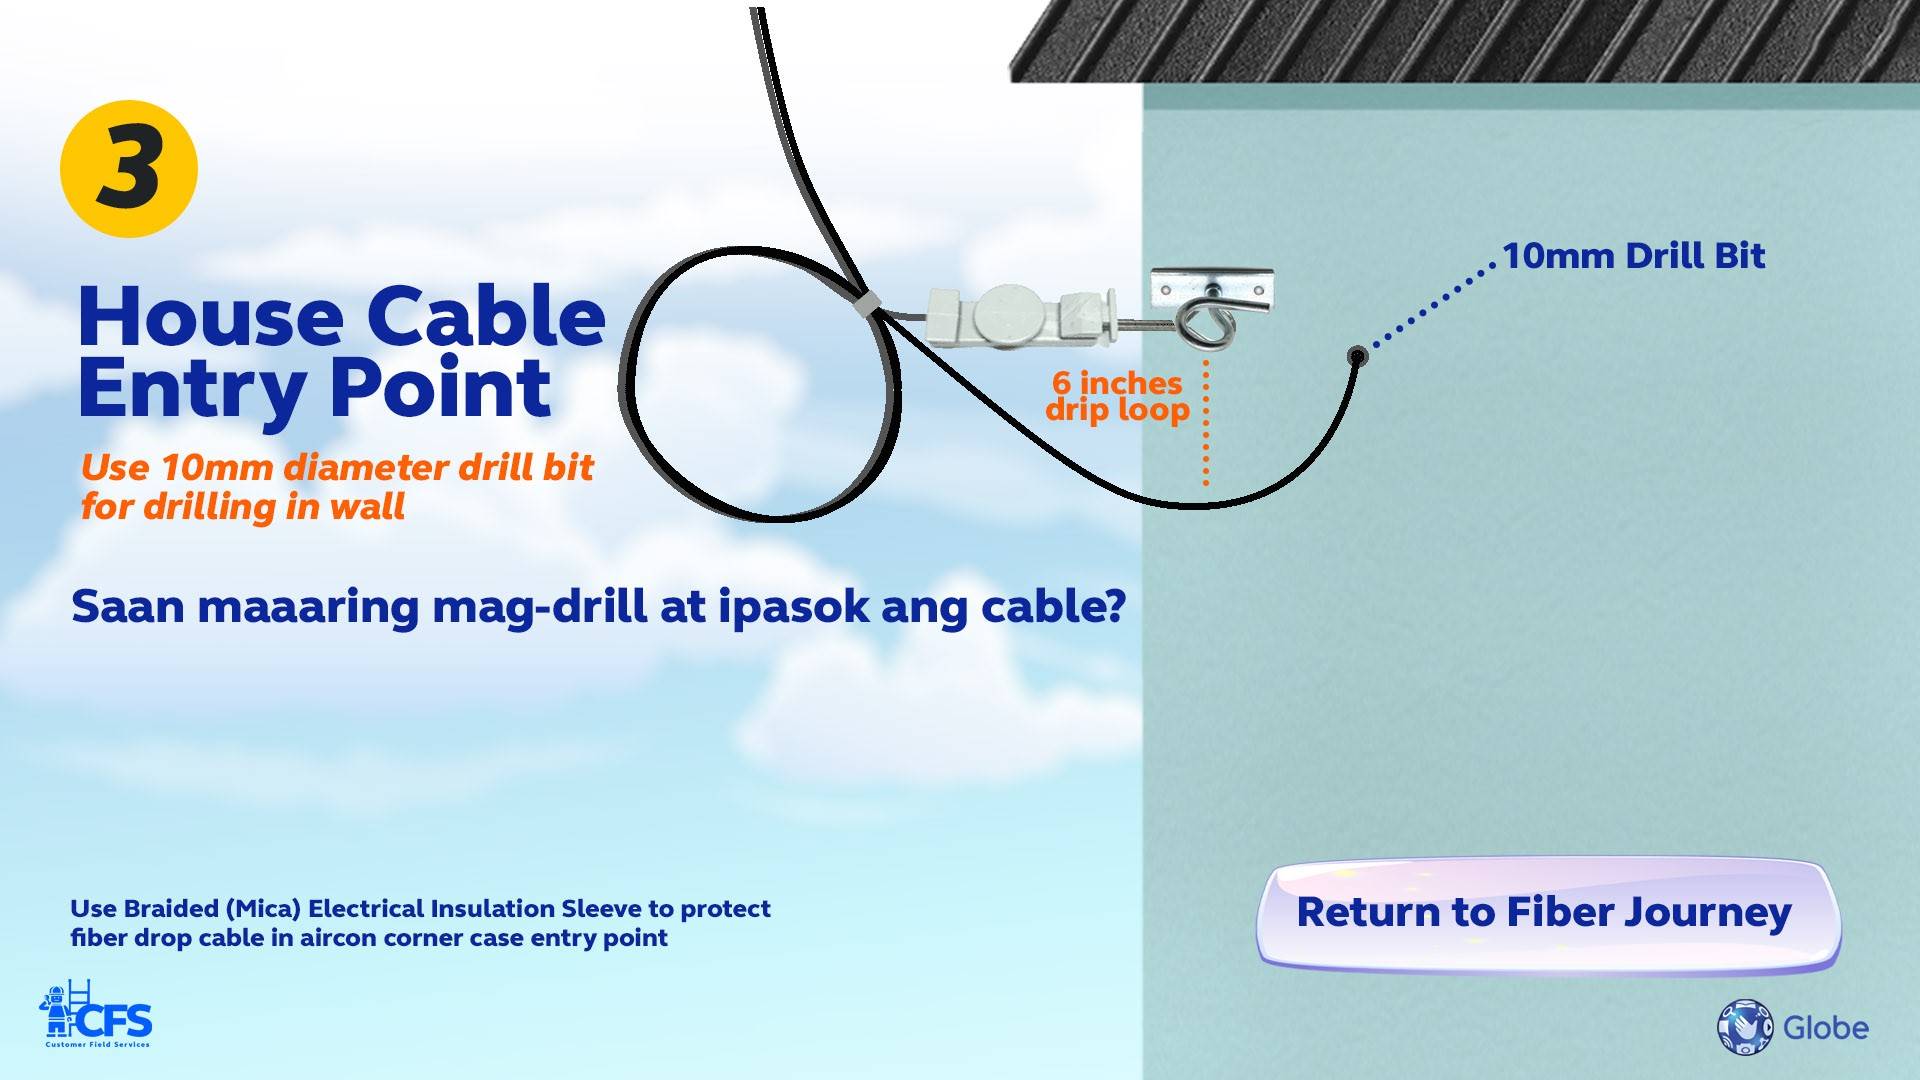 3
House Cable
Entry Point
Use 10mm diameter drill bit
for drilling in wall
10mm Drill Bit
6 inches
drip loop
Saan maaaring mag-drill at ipasok ang cable?
Use Braided (Mica) Electrical Insulation Sleeve to protect
fiber drop cable in aircon corner case entry point
Return to Fiber Journey
CFS
Customer Field Services
Globe